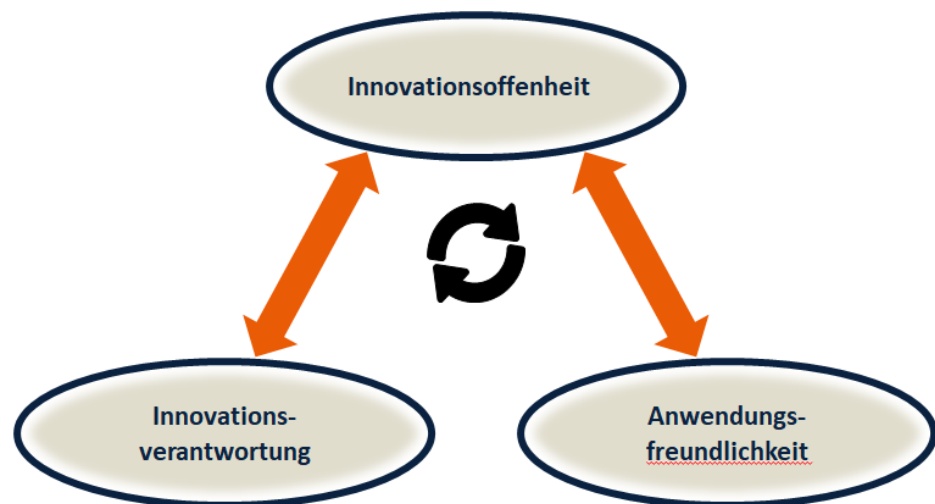 Innovationsoffenheit
Innovations-
verantwortung
Anwendungs-
freundlichkeit